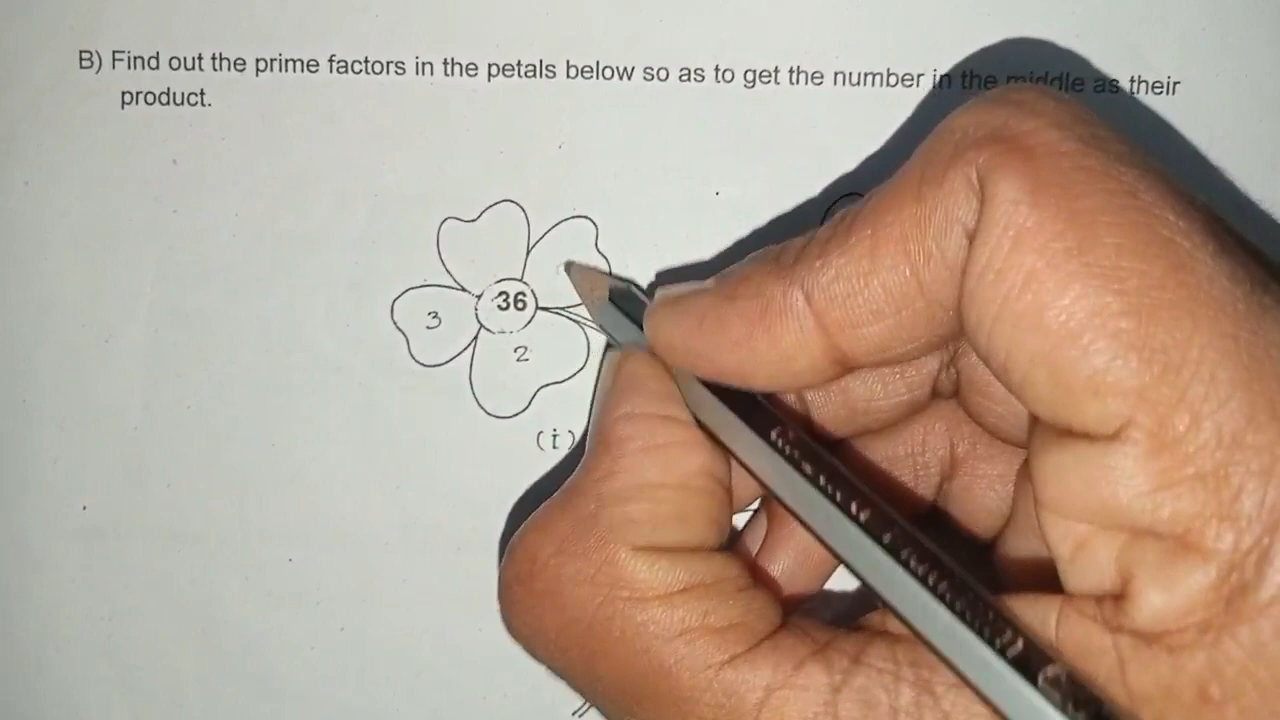 B) Find out the prime factors in the petals below so as to get the number in the middle as their
product.
36
3
2
(i)